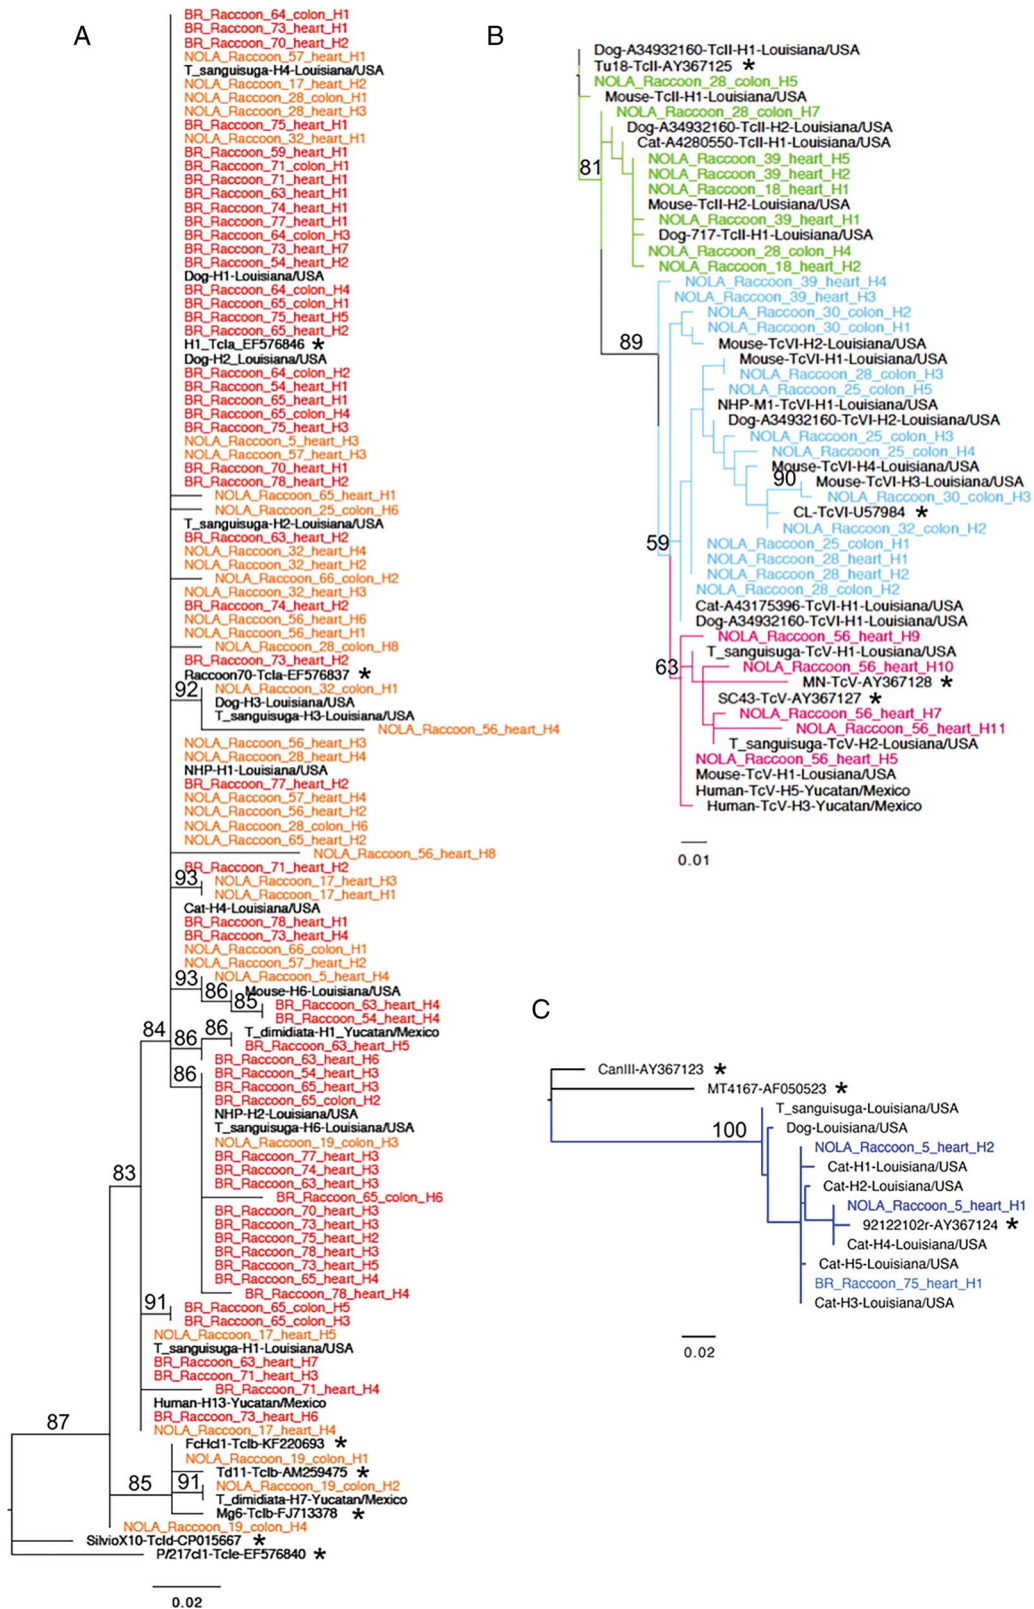 A
BR_Raccoon_64_colon_H1
BR_Raccoon_73_heart_H1
BR_Raccoon_70_heart_H2
NOLA_Raccoon_57_heart_H1
T_sanguisuga-H4-Louisiana/USA
NOLA_Raccoon_17_heart_H2
NOLA_Raccoon_28_colon_H1
NOLA_Raccoon_28_heart_H3
BR_Raccoon_75_heart_H1
NOLA_Raccoon_32_heart_H1
BR_Raccoon_59_heart_H1
BR_Raccoon_71_colon_H1
BR_Raccoon_71_heart_H1
BR_Raccoon_63_heart_H1
BR_Raccoon_74_heart_H1
BR_Raccoon_77_heart_H1
BR_Raccoon_64_colon_H3
BR_Raccoon_73_heart_H7
BR_Raccoon_54_heart_H2
Dog-H1-Louisiana/USA
BR_Raccoon_64_colon_H4
BR_Raccoon_65_colon_H1
BR_Raccoon_75_heart_H5
BR_Raccoon_65_heart_H2
H1_TcIa_EF576846 *
Dog-H2_Louisiana/USA
BR_Raccoon_64_colon_H2
BR_Raccoon_54_heart_H1
BR_Raccoon_65_heart_H1
BR_Raccoon_65_colon_H4
BR_Raccoon_75_heart_H3
NOLA_Raccoon_5_heart_H3
NOLA_Raccoon_57_heart_H3
BR_Raccoon_70_heart_H1
BR_Raccoon_78_heart_H2
NOLA_Raccoon_65_heart_H1
NOLA_Raccoon_25_colon_H6
T_sanguisuga-H2-Louisiana/USA
BR_Raccoon_63_heart_H2
NOLA_Raccoon_32_heart_H4
NOLA_Raccoon_32_heart_H2
NOLA_Raccoon_66_colon_H2
NOLA_Raccoon_32_heart_H3
BR_Raccoon_74_heart_H2
NOLA_Raccoon_56_heart_H6
NOLA_Raccoon_56_heart_H1
NOLA_Raccoon_28_colon_H8
BR_Raccoon_73_heart_H2
Raccoon70-TcIa-EF576837 *
92
NOLA_Raccoon_32_colon_H1
Dog-H3-Louisiana/USA
T_sanguisuga-H3-Louisiana/USA
NOLA_Raccoon_56_heart_H4
NOLA_Raccoon_56_heart_H3
NOLA_Raccoon_28_heart_H4
NHP-H1-Louisiana/USA
BR_Raccoon_77_heart_H2
NOLA_Raccoon_57_heart_H4
NOLA_Raccoon_56_heart_H2
NOLA_Raccoon_28_colon_H6
NOLA_Raccoon_65_heart_H2
NOLA_Raccoon_56_heart_H8
BR_Raccoon_71_heart_H2
93
NOLA_Raccoon_17_heart_H3
NOLA_Raccoon_17_heart_H1
Cat-H4-Louisiana/USA
BR_Raccoon_78_heart_H1
BR_Raccoon_73_heart_H4
NOLA_Raccoon_66_colon_H1
NOLA_Raccoon_57_heart_H2
93
NOLA_Raccoon_5_heart_H4
86
Mouse-H6-Louisiana/USA
85
BR_Raccoon_63_heart_H4
BR_Raccoon_54_heart_H4
84
86
86
T_dimidiata-H1_Yucatan/Mexico
BR_Raccoon_63_heart_H5
BR_Raccoon_63_heart_H6
86
BR_Raccoon_54_heart_H3
BR_Raccoon_65_heart_H3
BR_Raccoon_65_colon_H2
NHP-H2-Louisiana/USA
T_sanguisuga-H6-Louisiana/USA
NOLA_Raccoon_19_colon_H3
BR_Raccoon_77_heart_H3
BR_Raccoon_74_heart_H3
83
BR_Raccoon_63_heart_H3
BR_Raccoon_65_colon_H6
BR_Raccoon_70_heart_H3
BR_Raccoon_73_heart_H3
BR_Raccoon_75_heart_H2
BR_Raccoon_78_heart_H3
BR_Raccoon_73_heart_H5
BR_Raccoon_65_heart_H4
BR_Raccoon_78_heart_H4
91
BR_Raccoon_65_colon_H5
BR_Raccoon_65_colon_H3
NOLA_Raccoon_17_heart_H5
T_sanguisuga-H1-Louisiana/USA
BR_Raccoon_63_heart_H7
BR_Raccoon_71_heart_H3
BR_Raccoon_71_heart_H4
Human-H13-Yucatan/Mexico
BR_Raccoon_73_heart_H6
87
NOLA_Raccoon_17_heart_H4
FcHcl1-TcIb-KF220693 *
NOLA_Raccoon_19_colon_H1
Td11-TcIb-AM259475 *
85
91
NOLA_Raccoon_19_colon_H2
T_dimidiata-H7-Yucatan/Mexico
Mg6-TcIb-FJ713378 *
NOLA_Raccoon_19_colon_H4
SilvioX10-TcId-CP015667 *
P/217cl1-TcIe-EF576840 *
0.02
B
Dog-A34932160-TcII-H1-Louisiana/USA
Tu18-TcII-AY367125 *
NOLA_Raccoon_28_colon_H5
Mouse-TcII-H1-Louisiana/USA
NOLA_Raccoon_28_colon_H7
Dog-A34932160-TcII-H2-Louisiana/USA
Cat-A4280550-TcII-H1-Louisiana/USA
NOLA_Raccoon_39_heart_H5
81
NOLA_Raccoon_39_heart_H2
NOLA_Raccoon_18_heart_H1
Mouse-TcII-H2-Louisiana/USA
NOLA_Raccoon_39_heart_H1
Dog-717-TcII-H1-Louisiana/USA
NOLA_Raccoon_28_colon_H4
NOLA_Raccoon_18_heart_H2
NOLA_Raccoon_39_heart_H4
NOLA_Raccoon_39_heart_H3
NOLA_Raccoon_30_colon_H2
NOLA_Raccoon_30_colon_H1
89
Mouse-TcVI-H2-Louisiana/USA
Mouse-TcVI-H1-Louisiana/USA
NOLA_Raccoon_28_colon_H3
NOLA_Raccoon_25_colon_H5
NHP-M1-TcVI-H1-Louisiana/USA
Dog-A34932160-TcVI-H2-Louisiana/USA
NOLA_Raccoon_25_colon_H3
NOLA_Raccoon_25_colon_H4
Mouse-TcVI-H4-Louisiana/USA
90
Mouse-TcVI-H3-Louisiana/USA
NOLA_Raccoon_30_colon_H3
CL-TcVI-U57984 *
NOLA_Raccoon_32_colon_H2
59
NOLA_Raccoon_25_colon_H1
NOLA_Raccoon_28_heart_H1
NOLA_Raccoon_28_heart_H2
NOLA_Raccoon_28_colon_H2
Cat-A43175396-TcVI-H1-Louisiana/USA
Dog-A34932160-TcVI-H1-Louisiana/USA
NOLA_Raccoon_56_heart_H9
T_sanguisuga-TcV-H1-Louisiana/USA
63
NOLA_Raccoon_56_heart_H10
MN-TcV-AY367128 *
SC43-TcV-AY367127 *
NOLA_Raccoon_56_heart_H7
NOLA_Raccoon_56_heart_H11
T_sanguisuga-TcV-H2-Louisiana/USA
NOLA_Raccoon_56_heart_H5
Mouse-TcV-H1-Lousiana/USA
Human-TcV-H5-Yucatan/Mexico
Human-TcV-H3-Yucatan/Mexico
0.01
C
CanIII-AY367123 *
MT4167-AF050523 *
T_sanguisuga-Louisiana/USA
100
Dog-Louisiana/USA
NOLA_Raccoon_5_heart_H2
Cat-H1-Louisiana/USA
Cat-H2-Louisiana/USA
NOLA_Raccoon_5_heart_H1
92122102r-AY367124 *
Cat-H4-Louisiana/USA
Cat-H5-Louisiana/USA
BR_Raccoon_75_heart_H1
Cat-H3-Louisiana/USA
0.02